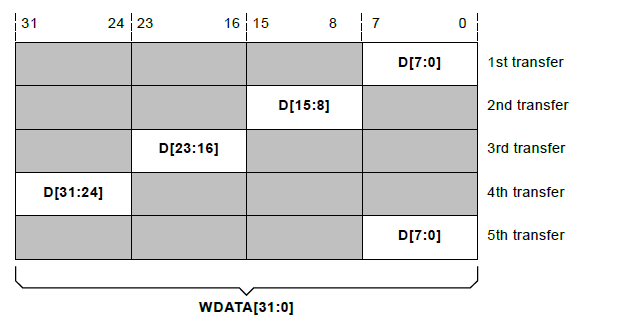 31 24 23 16 15 8 7 0
D[7:0] 1st transfer
D[15:8] 2nd transfer
D[23:16] 3rd transfer
D[31:24] 4th transfer
D[7:0] 5th transfer
WDATA[31:0]